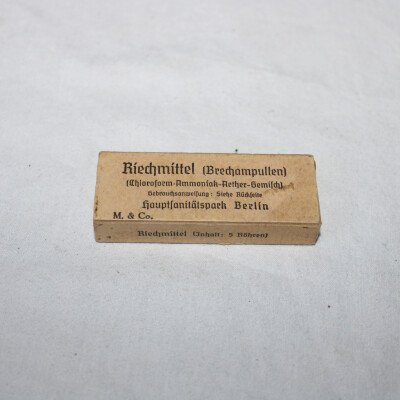 Riechmittel (Brechampullen)
(Chloroform-Ammoniak-Aether-Gemisch)
Gebrauchsanweisung: Siehe Rückseite
Hauptsanitätspark Berlin
M. & Co.
Riechmittel (Inhalt: 5 Röhren)